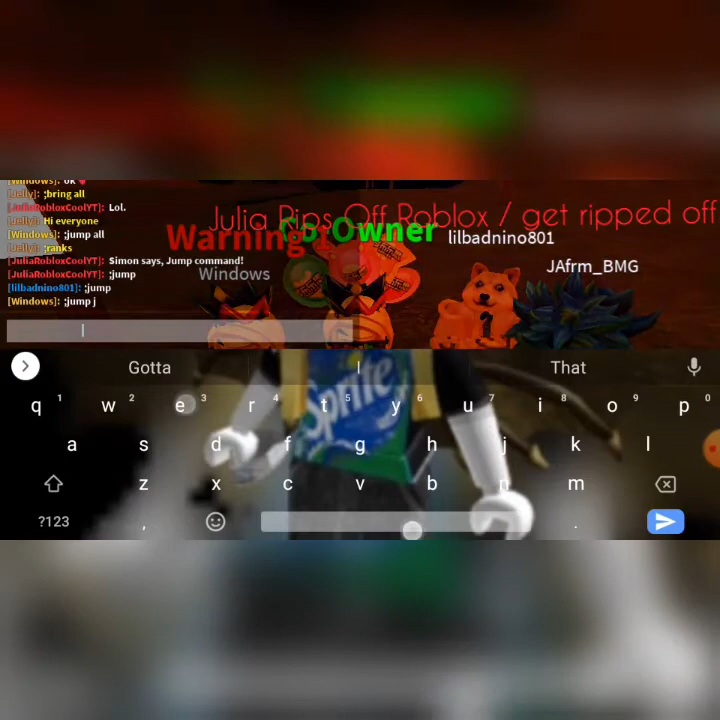 [Windows]: ok ❤
[Jelly]: ;bring all
[JuliaRobloxCoolYT]: Lol.
[Jelly]: Hi everyone
[Windows]: ;jump all
[Jelly]: ;ranks
[JuliaRobloxCoolYT]: Simon says, Jump command!
[JuliaRobloxCoolYT]: ;jump
[lilbadnino801]: ;jump
[Windows]: ;jump j
Julia Rips Off Roblox / get ripped off
Warning
Owner
lilbadnino801
Windows
JAfrm_BMG
1
Gotta I That
q 1 w 2 e 3 r 4 t 5 y 6 u 7 i 8 o 9 p 0
Sprite
a s d f g h j k l
z x c v b n m
?123 , .